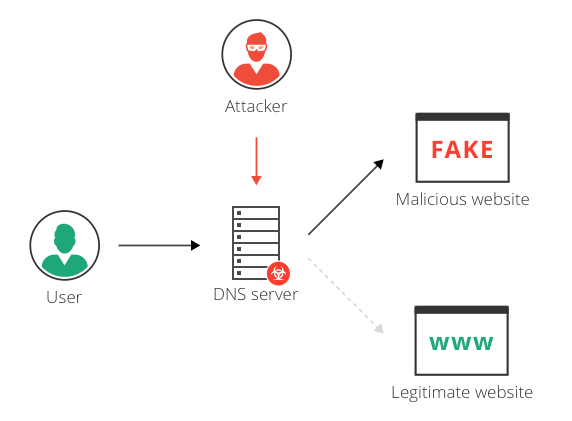 Attacker
FAKE
Malicious website
User
DNS server
www
Legitimate website